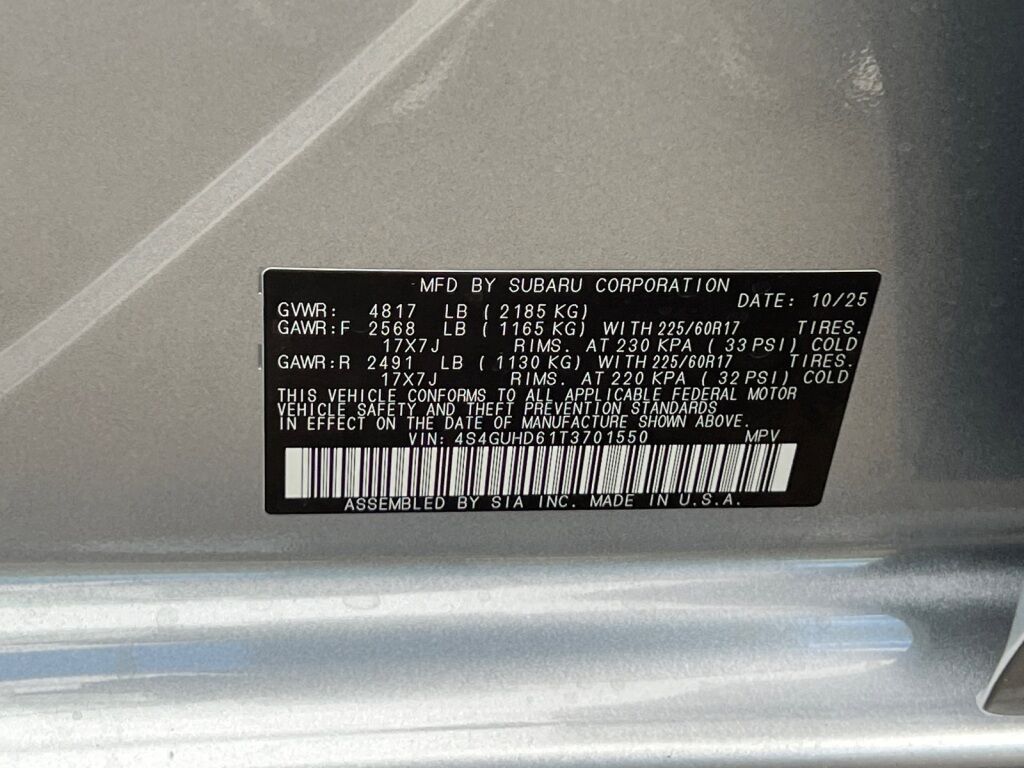 MFD BY SUBARU CORPORATION
DATE: 10/25
GVWR: 4817 LB ( 2185 KG)
GAWR:F 2568 LB ( 1165 KG) WITH 225/60R17 TIRES.
17X7J RIMS. AT 230 KPA ( 33 PSI) COLD
GAWR:R 2491 LB ( 1130 KG) WITH 225/60R17 TIRES.
17X7J RIMS. AT 220 KPA ( 32 PSI) COLD
THIS VEHICLE CONFORMS TO ALL APPLICABLE FEDERAL MOTOR
VEHICLE SAFETY AND THEFT PREVENTION STANDARDS
IN EFFECT ON THE DATE OF MANUFACTURE SHOWN ABOVE.
VIN: 4S4GUHD61T3701550 MPV
ASSEMBLED BY SIA INC. MADE IN U.S.A.